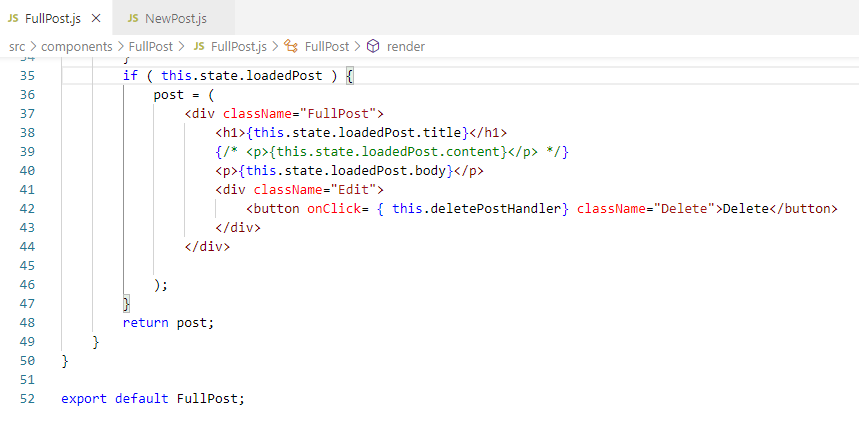 JS FullPost.js ×
JS NewPost.js
src > components > FullPost > JS FullPost.js > FullPost > render
34 }
35 if ( this.state.loadedPost ) {
36 post = (
37 <div className="FullPost">
38 <h1>{this.state.loadedPost.title}</h1>
39 {/* <p>{this.state.loadedPost.content}</p> */}
40 <p>{this.state.loadedPost.body}</p>
41 <div className="Edit">
42 <button onClick= { this.deletePostHandler} className="Delete">Delete</button>
43 </div>
44 </div>
45
46 );
47 }
48 return post;
49 }
50 }
51
52 export default FullPost;